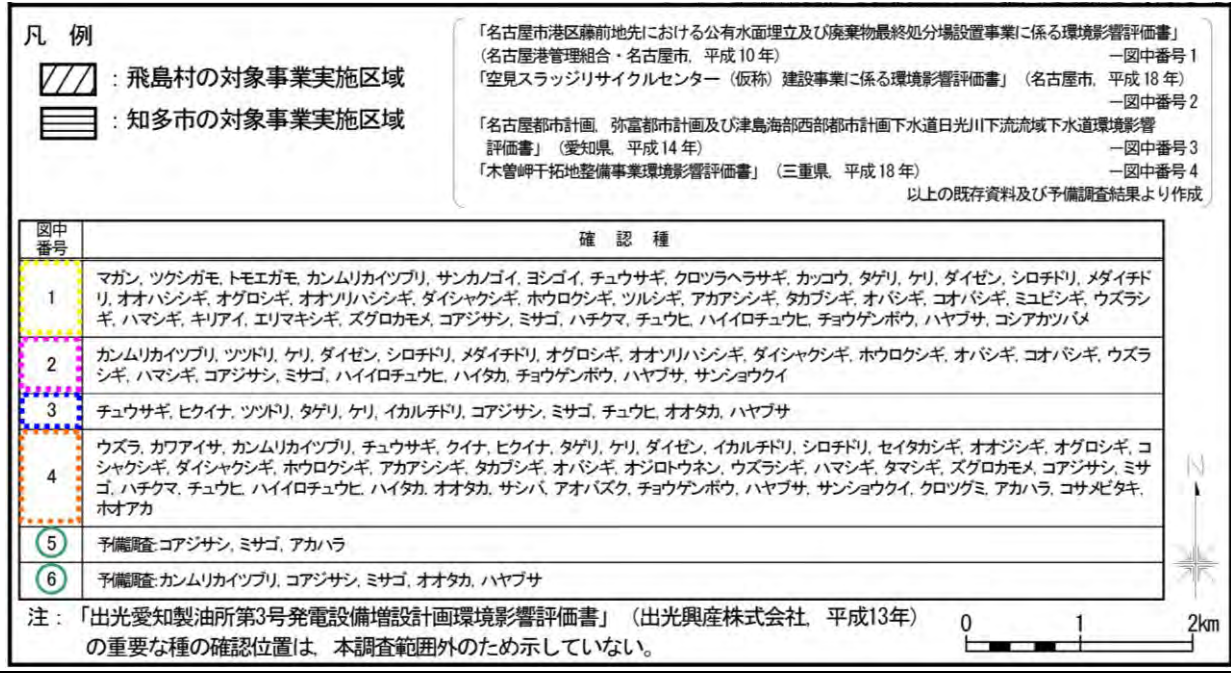 凡 例
：飛島村の対象事業実施区域
：知多市の対象事業実施区域
「名古屋市港区藤前地先における公有水面埋立及び廃棄物最終処分場設置事業に係る環境影響評価書」
（名古屋港管理組合・名古屋市，平成10年） －図中番号1
「空見スラッジリサイクルセンター（仮称）建設事業に係る環境影響評価書」（名古屋市，平成18年）
－図中番号2
「名古屋都市計画，弥富都市計画及び津島海部西部都市計画下水道日光川下流流域下水道環境影響
評価書」（愛知県，平成14年） －図中番号3
「木曽岬干拓地整備事業環境影響評価書」（三重県，平成18年） －図中番号4
以上の既存資料及び予備調査結果より作成
図中
番号
確 認 種
1
マガン，ツクシガモ，トモエガモ，カンムリカイツブリ，サンカノゴイ，ヨシゴイ，チュウサギ，クロツラヘラサギ，カッコウ，タゲリ，ケリ，ダイゼン，シロチドリ，メダイチド
リ，オオハシシギ，オグロシギ，オオソリハシシギ，ダイシャクシギ，ホウロクシギ，ツルシギ，アカアシシギ，タカブシギ，オバシギ，コオバシギ，ミユビシギ，ウズラシ
ギ，ハマシギ，キリアイ，エリマキシギ，ズグロカモメ，コアジサシ，ミサゴ，ハチクマ，チュウヒ，ハイイロチュウヒ，チョウゲンボウ，ハヤブサ，コシアカツバメ
2
カンムリカイツブリ，ツツドリ，ケリ，ダイゼン，シロチドリ，メダイチドリ，オグロシギ，オオソリハシシギ，ダイシャクシギ，ホウロクシギ，オバシギ，コオバシギ，ウズラ
シギ，ハマシギ，コアジサシ，ミサゴ，ハイイロチュウヒ，ハイタカ，チョウゲンボウ，ハヤブサ，サンショウクイ
3
チュウサギ，ヒクイナ，ツツドリ，タゲリ，ケリ，イカルチドリ，コアジサシ，ミサゴ，チュウヒ，オオタカ，ハヤブサ
4
ウズラ，カワアイサ，カンムリカイツブリ，チュウサギ，クイナ，ヒクイナ，タゲリ，ケリ，ダイゼン，イカルチドリ，シロチドリ，セイタカシギ，オオジシギ，オグロシギ，コ
シャクシギ，ダイシャクシギ，ホウロクシギ，アカアシシギ，タカブシギ，オバシギ，オジロトウネン，ウズラシギ，ハマシギ，タマシギ，ズグロカモメ，コアジサシ，ミサ
ゴ，ハチクマ，チュウヒ，ハイイロチュウヒ，ハイタカ，オオタカ，サシバ，アオバズク，チョウゲンボウ，ハヤブサ，サンショウクイ，クロツグミ，アカハラ，コサメビタキ，
ホオアカ
5
予備調査:コアジサシ，ミサゴ，アカハラ
6
予備調査:カンムリカイツブリ，コアジサシ，ミサゴ，オオタカ，ハヤブサ
N
注：「出光愛知製油所第3号発電設備増設計画環境影響評価書」（出光興産株式会社，平成13年）
の重要な種の確認位置は，本調査範囲外のため示していない。
0 1 2km